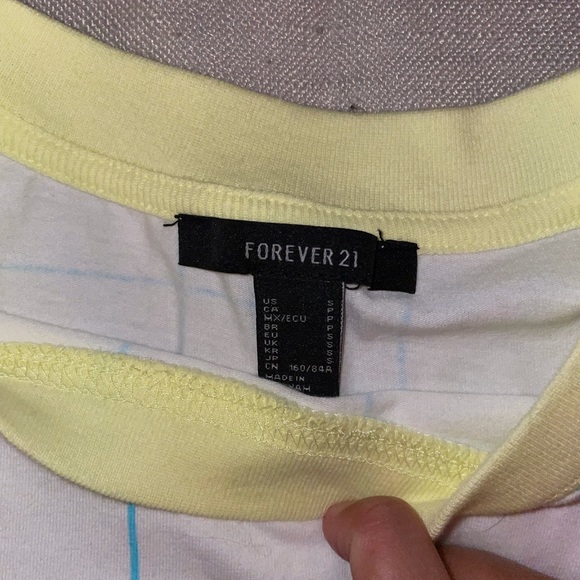 FOREVER 21
US S
CA P
MX/ECU P
BR P
EU S
UK S
KR S
JP S
CN 160/84A
MADE IN